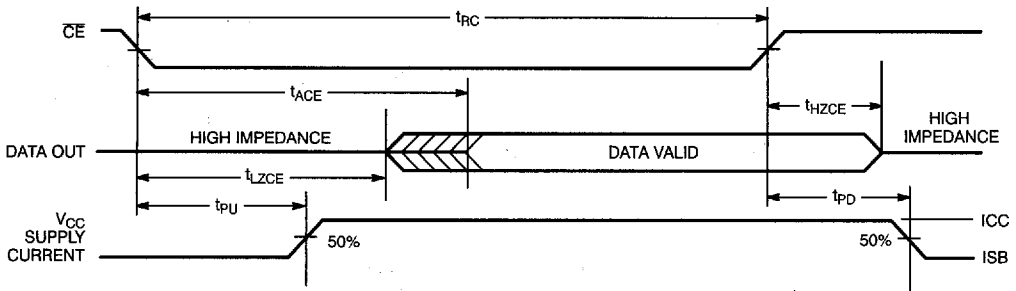 tRC
CE
tACE
tHZCE
HIGH IMPEDANCE
HIGH
IMPEDANCE
DATA OUT
DATA VALID
tLZCE
tPU
tPD
VCC
SUPPLY
CURRENT
50%
50%
ICC
ISB